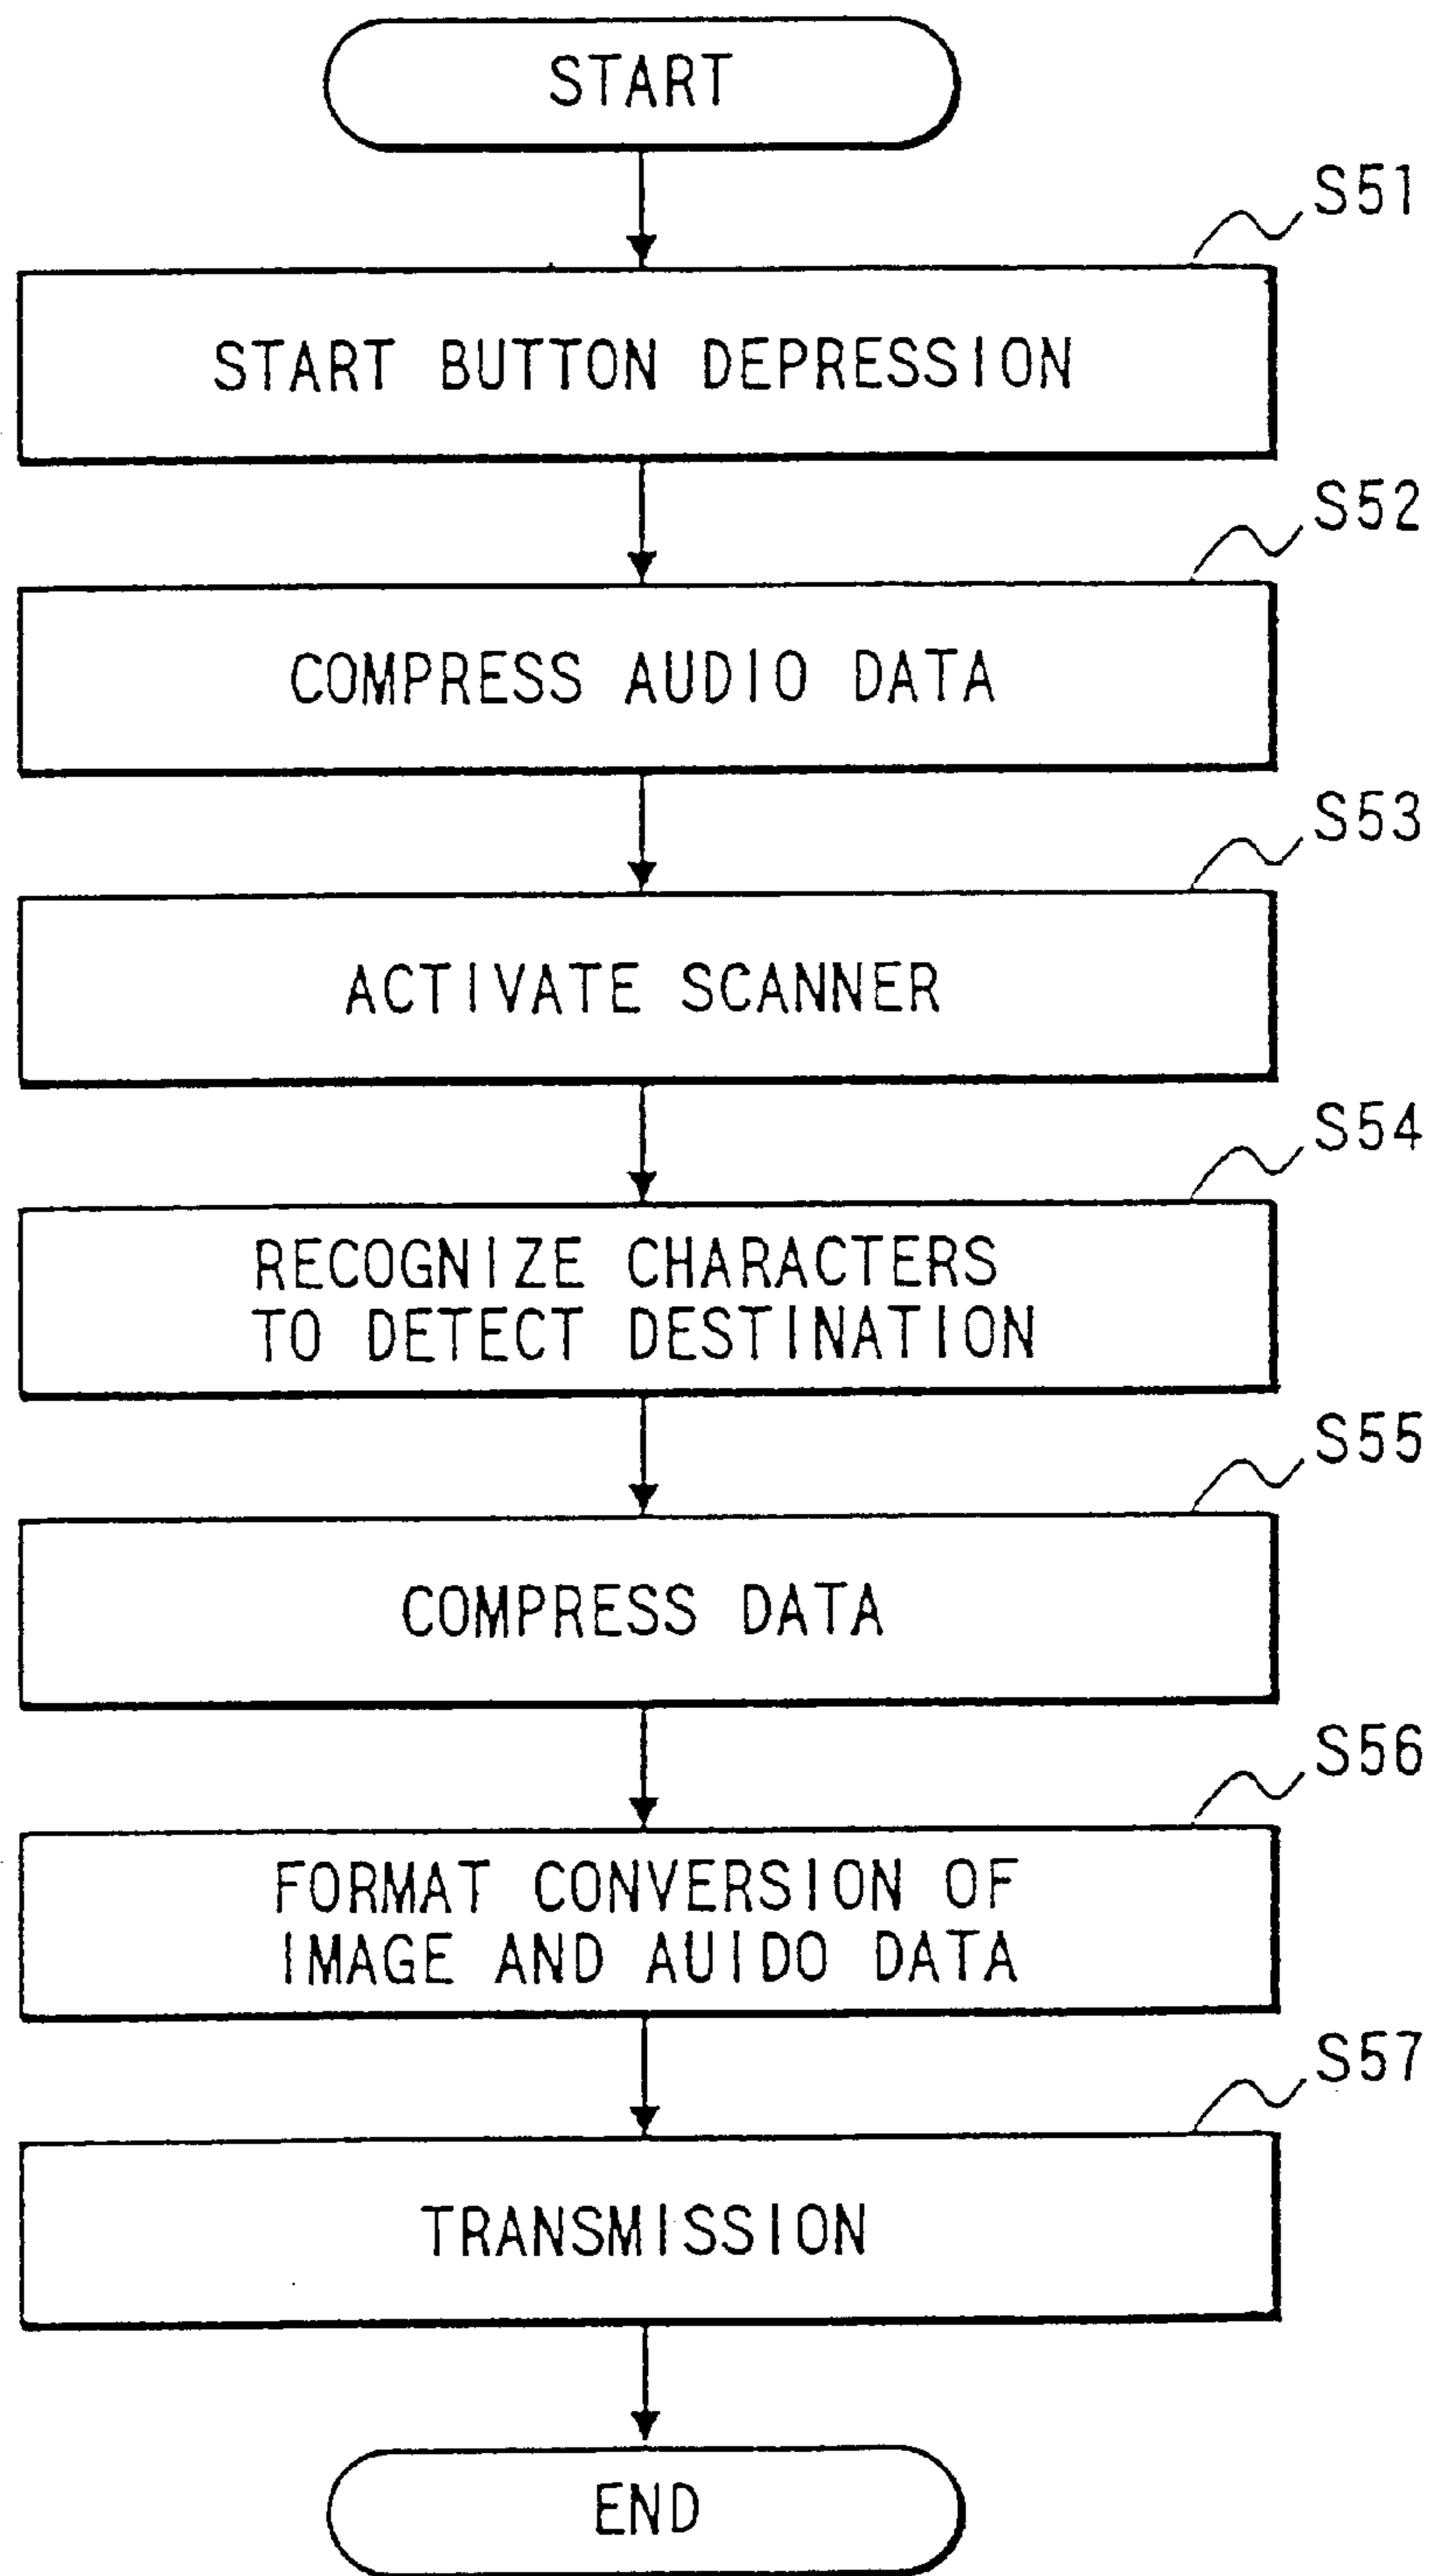 START
S51
START BUTTON DEPRESSION
S52
COMPRESS AUDIO DATA
S53
ACTIVATE SCANNER
S54
RECOGNIZE CHARACTERS
TO DETECT DESTINATION
S55
COMPRESS DATA
S56
FORMAT CONVERSION OF
IMAGE AND AUIDO DATA
S57
TRANSMISSION
END